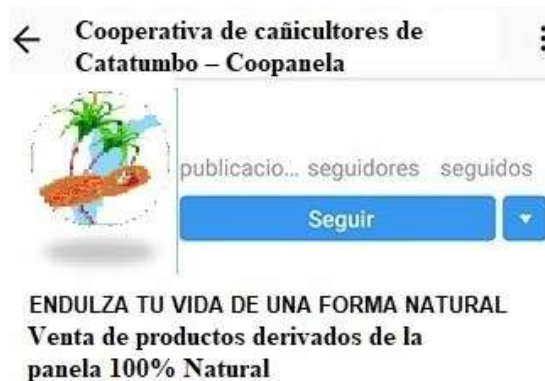 Cooperativa de cañicultores de
Catatumbo – Coopanela
publicacio... seguidores seguidos
Seguir
ENDULZA TU VIDA DE UNA FORMA NATURAL
Venta de productos derivados de la
panela 100% Natural